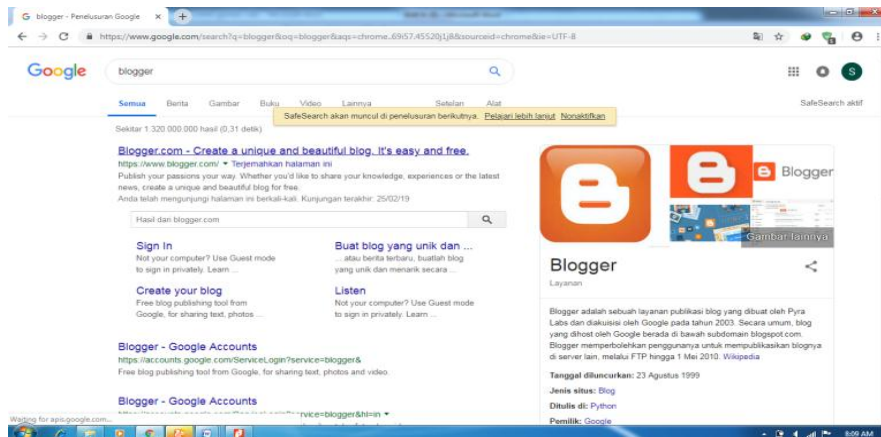 blogger - Penelusuran Google
https://www.google.com/search?q=blogger&oq=blogger&aqs=chrome..69i57.45520j1j8&sourceid=chrome&ie=UTF-8
Google
blogger
S
Semua Berita Gambar Buku Video Lainnya Setelan Alat
SafeSearch aktif
SafeSearch akan muncul di penelusuran berikutnya. Pelajari lebih lanjut Nonaktifkan
Sekitar 1.320.000.000 hasil (0,31 detik)
Blogger.com - Create a unique and beautiful blog. It's easy and free.
https://www.blogger.com/ Terjemahkan halaman ini
Publish your passions your way. Whether you'd like to share your knowledge, experiences or the latest
news, create a unique and beautiful blog for free.
Anda telah mengunjungi halaman ini berkali-kali. Kunjungan terakhir: 25/02/19
Hasil dari blogger.com
Sign In
Not your computer? Use Guest mode
to sign in privately. Learn ...
Buat blog yang unik dan ...
... atau berita terbaru, buatlah blog
yang unik dan menarik secara ...
Create your blog
Free blog publishing tool from
Google, for sharing text, photos ...
Listen
Not your computer? Use Guest mode
to sign in privately. Learn ...
Blogger - Google Accounts
https://accounts.google.com/ServiceLogin?service=blogger&
Free blog publishing tool from Google, for sharing text, photos and video.
Blogger - Google Accounts
rvice=blogger&hl=in
Waiting for apis.google.com...
Blogger
Gambar lainnya
Blogger
Layanan
Blogger adalah sebuah layanan publikasi blog yang dibuat oleh Pyra
Labs dan diakuisisi oleh Google pada tahun 2003. Secara umum, blog
yang dihost oleh Google berada di bawah subdomain blogspot.com.
Blogger memperbolehkan penggunanya untuk mempublikasikan blognya
di server lain, melalui FTP hingga 1 Mei 2010. Wikipedia
Tanggal diluncurkan: 23 Agustus 1999
Jenis situs: Blog
Ditulis di: Python
Pemilik: Google
8:09 AM